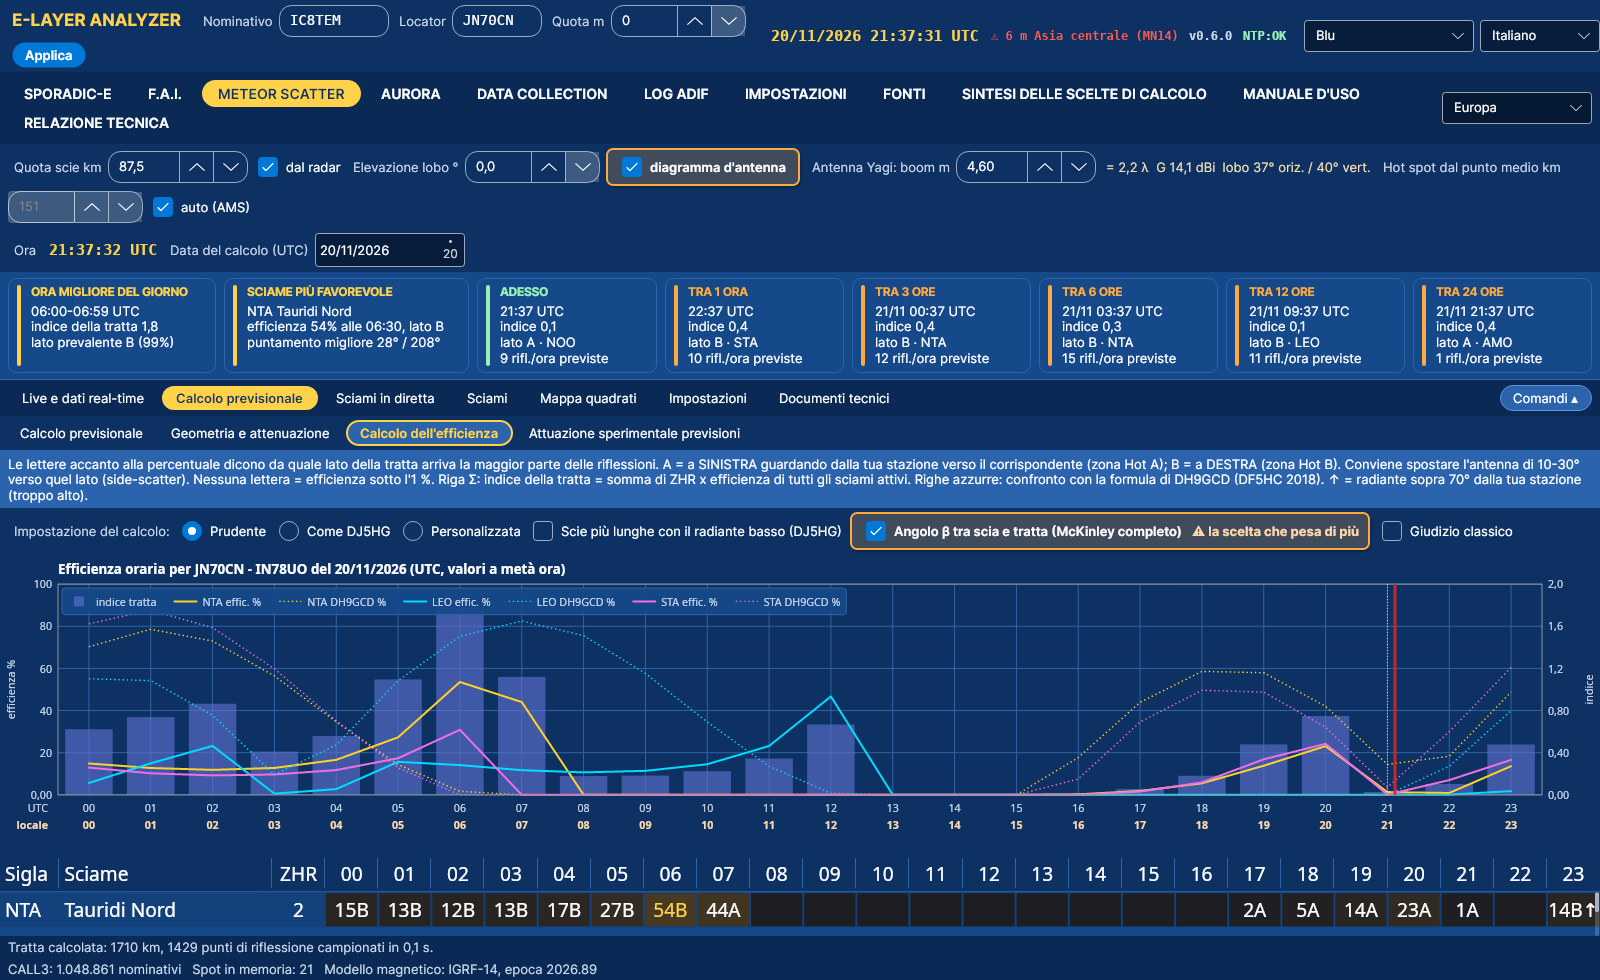 E-LAYER ANALYZER Nominativo IC8TEM Locator JN70CN Quota m 0
20/11/2026 21:37:31 UTC ⚠ 6 m Asia centrale (MN14) v0.6.0 NTP:OK Blu Italiano
Applica
SPORADIC-E F.A.I. METEOR SCATTER AURORA DATA COLLECTION LOG ADIF IMPOSTAZIONI FONTI SINTESI DELLE SCELTE DI CALCOLO MANUALE D'USO
RELAZIONE TECNICA
Europa
Quota scie km 87,5 dal radar Elevazione lobo ° 0,0 diagramma d'antenna Antenna Yagi: boom m 4,60 = 2,2 λ G 14,1 dBi lobo 37° oriz. / 40° vert. Hot spot dal punto medio km
151 auto (AMS)
Ora 21:37:32 UTC Data del calcolo (UTC) 20/11/2026 20
ORA MIGLIORE DEL GIORNO
06:00-06:59 UTC
indice della tratta 1,8
lato prevalente B (99%)
SCIAME PIÙ FAVOREVOLE
NTA Tauridi Nord
efficienza 54% alle 06:30, lato B
puntamento migliore 28° / 208°
ADESSO
21:37 UTC
indice 0,1
lato A · NOO
9 rifl./ora previste
TRA 1 ORA
22:37 UTC
indice 0,4
lato B · STA
10 rifl./ora previste
TRA 3 ORE
21/11 00:37 UTC
indice 0,4
lato B · NTA
12 rifl./ora previste
TRA 6 ORE
21/11 03:37 UTC
indice 0,3
lato B · NTA
15 rifl./ora previste
TRA 12 ORE
21/11 09:37 UTC
indice 0,1
lato B · LEO
11 rifl./ora previste
TRA 24 ORE
21/11 21:37 UTC
indice 0,4
lato A · AMO
1 rifl./ora previste
Live e dati real-time Calcolo previsionale Sciami in diretta Sciami Mappa quadrati Impostazioni Documenti tecnici Comandi ▴
Calcolo previsionale Geometria e attenuazione Calcolo dell'efficienza Attuazione sperimentale previsioni
Le lettere accanto alla percentuale dicono da quale lato della tratta arriva la maggior parte delle riflessioni. A = a SINISTRA guardando dalla tua stazione verso il corrispondente (zona Hot A); B = a DESTRA (zona Hot B). Conviene spostare l'antenna di 10-30°
verso quel lato (side-scatter). Nessuna lettera = efficienza sotto l'1 %. Riga Σ: indice della tratta = somma di ZHR x efficienza di tutti gli sciami attivi. Righe azzurre: confronto con la formula di DH9GCD (DF5HC 2018). ↑ = radiante sopra 70° dalla tua stazione
(troppo alto).
Impostazione del calcolo: Prudente Come DJ5HG Personalizzata Scie più lunghe con il radiante basso (DJ5HG) Angolo β tra scia e tratta (McKinley completo) ⚠ la scelta che pesa di più Giudizio classico
Efficienza oraria per JN70CN - IN78UO del 20/11/2026 (UTC, valori a metà ora)
indice tratta NTA effic. % NTA DH9GCD % LEO effic. % LEO DH9GCD % STA effic. % STA DH9GCD %
efficienza %
100
80
60
40
20
0,00
indice
2,0
1,6
1,2
0,80
0,40
0,00
UTC 00 01 02 03 04 05 06 07 08 09 10 11 12 13 14 15 16 17 18 19 20 21 22 23
locale 00 01 02 03 04 05 06 07 08 09 10 11 12 13 14 15 16 17 18 19 20 21 22 23
Sigla Sciame ZHR 00 01 02 03 04 05 06 07 08 09 10 11 12 13 14 15 16 17 18 19 20 21 22 23
NTA Tauridi Nord 2 15B 13B 12B 13B 17B 27B 54B 44A 2A 5A 14A 23A 1A 14B↑
Tratta calcolata: 1710 km, 1429 punti di riflessione campionati in 0,1 s.
CALL3: 1.048.861 nominativi Spot in memoria: 21 Modello magnetico: IGRF-14, epoca 2026.89